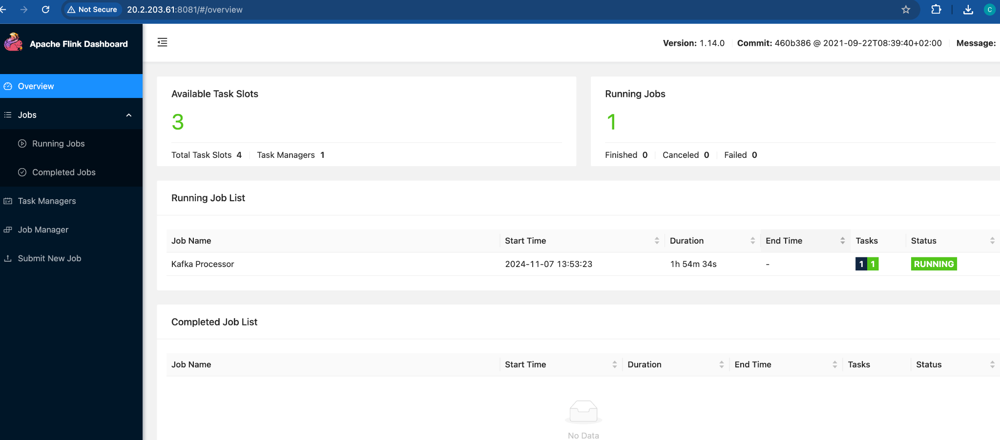 Not Secure 20.2.203.61:8081/#/overview C
Apache Flink Dashboard
Version: 1.14.0 Commit: 460b386 @ 2021-09-22T08:39:40+02:00 Message:
Overview
Jobs
Running Jobs
Completed Jobs
Task Managers
Job Manager
Submit New Job
Available Task Slots
3
Total Task Slots 4 Task Managers 1
Running Jobs
1
Finished 0 Canceled 0 Failed 0
Running Job List
Job Name Start Time Duration End Time Tasks Status
Kafka Processor 2024-11-07 13:53:23 1h 54m 34s - 1 1 RUNNING
Completed Job List
Job Name Start Time Duration End Time Tasks Status
No Data